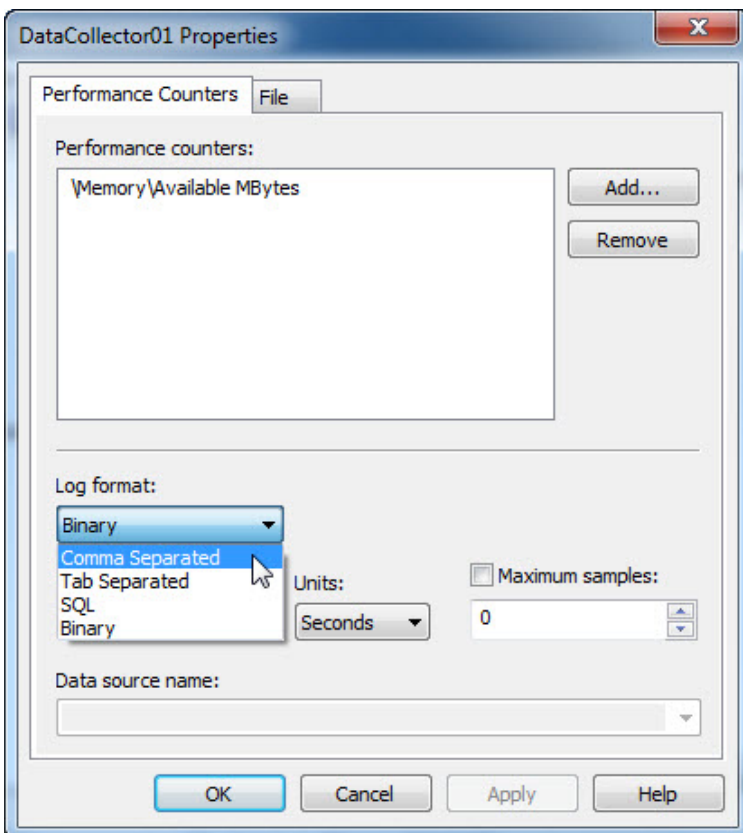 DataCollector01 Properties
Performance Counters
File
Performance counters:
\Memory\Available MBytes
Add...
Remove
Log format:
Binary
Comma Separated
Tab Separated
SQL
Binary
Units:
Seconds
Maximum samples:
0
Data source name:
OK
Cancel
Apply
Help